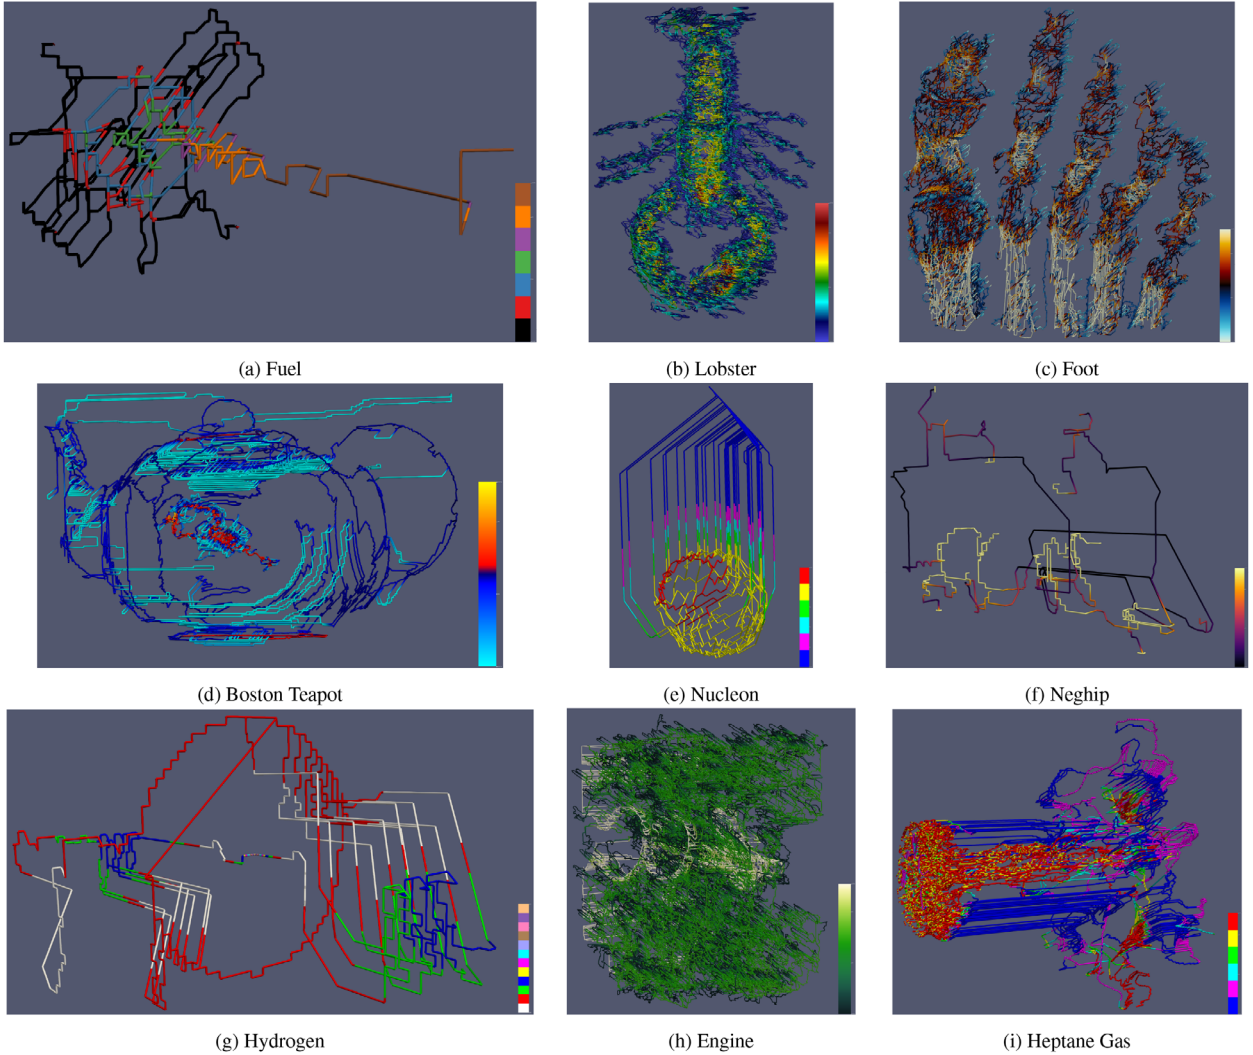 (a) Fuel
(b) Lobster
(c) Foot
(d) Boston Teapot
(e) Nucleon
(f) Neghip
(g) Hydrogen
(h) Engine
(i) Heptane Gas